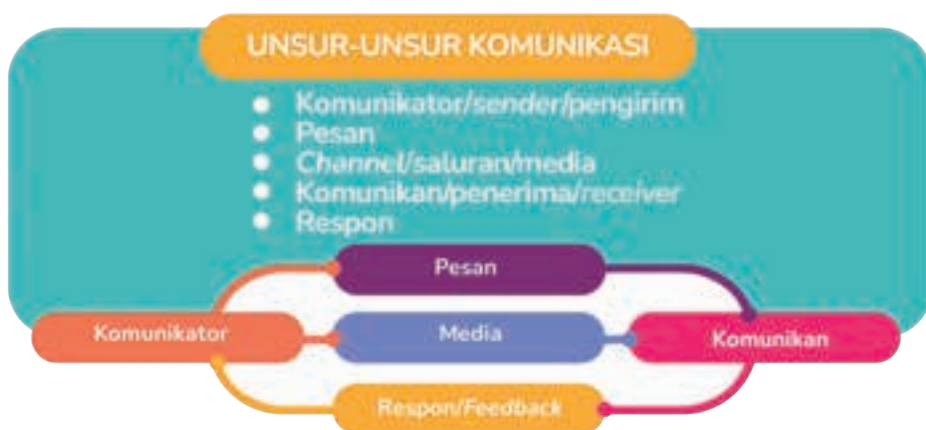 UNSUR-UNSUR KOMUNIKASI
Komunikator/sender/pengirim
Pesan
Channel/saluran/media
Komunikan/penerima/receiver
Respon
Pesan
Komunikator
Media
Komunikan
Respon/Feedback